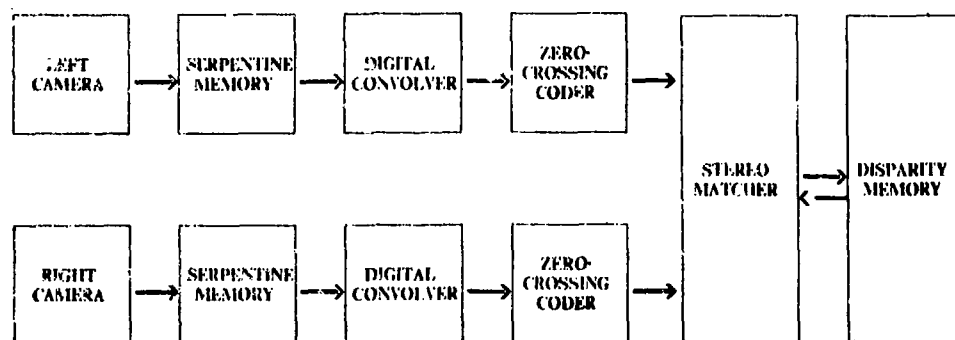 LEFT
CAMERA
SERPENTINE
MEMORY
DIGITAL
CONVOLVER
ZERO-
CROSSING
CODER
STEREO
MATCHER
DISPARITY
MEMORY
RIGHT
CAMERA
SERPENTINE
MEMORY
DIGITAL
CONVOLVER
ZERO-
CROSSING
CODER